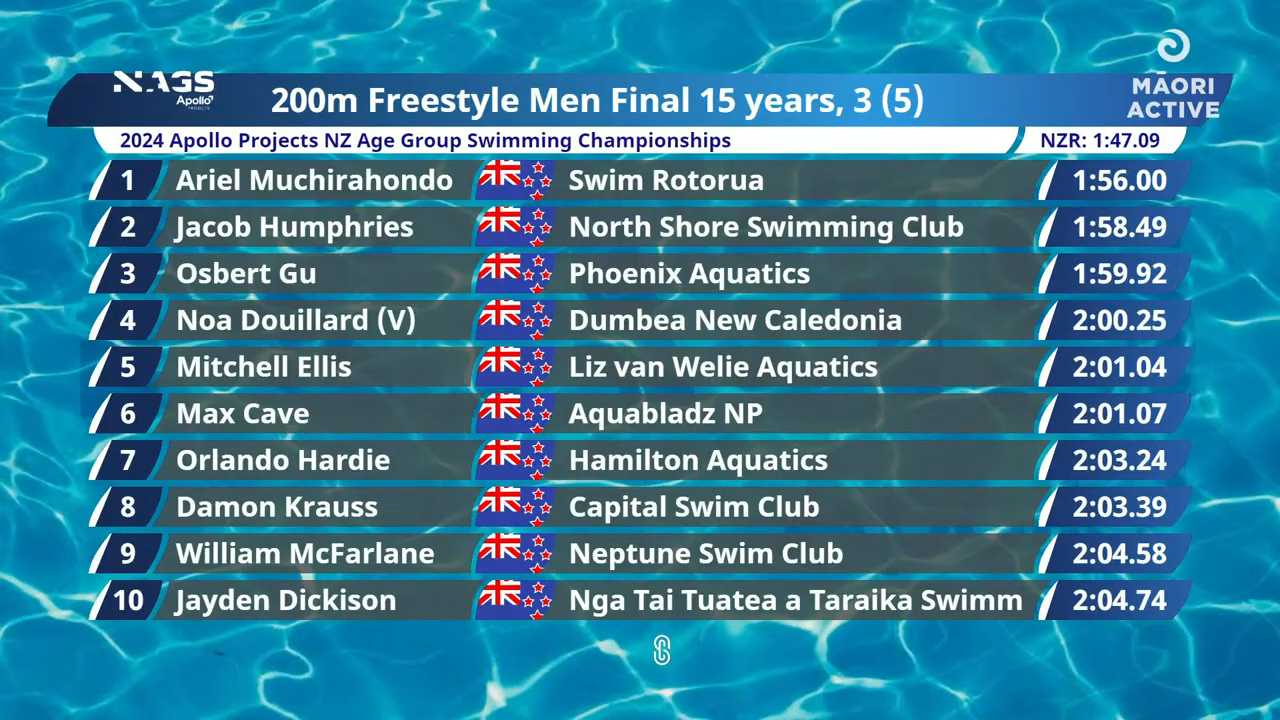 NAGS
Apollo
PROJECTS
200m Freestyle Men Final 15 years, 3 (5)
MĀORI
ACTIVE
2024 Apollo Projects NZ Age Group Swimming Championships
NZR: 1:47.09
1 Ariel Muchirahondo Swim Rotorua 1:56.00
2 Jacob Humphries North Shore Swimming Club 1:58.49
3 Osbert Gu Phoenix Aquatics 1:59.92
4 Noa Douillard (V) Dumbea New Caledonia 2:00.25
5 Mitchell Ellis Liz van Welie Aquatics 2:01.04
6 Max Cave Aquabladz NP 2:01.07
7 Orlando Hardie Hamilton Aquatics 2:03.24
8 Damon Krauss Capital Swim Club 2:03.39
9 William McFarlane Neptune Swim Club 2:04.58
10 Jayden Dickison Nga Tai Tuatea a Taraika Swimm 2:04.74